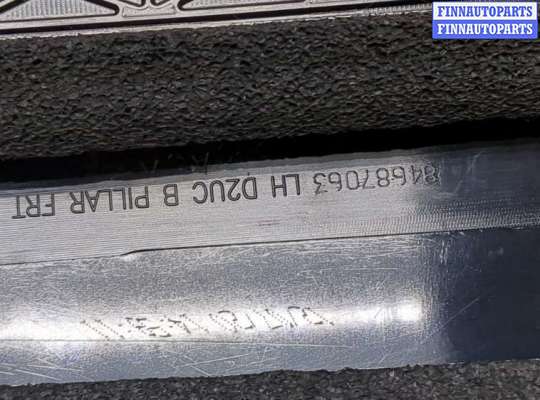 FINNAUTOPARTS
FINNAUTOPARTS
84687063 LH D2UC B PILLAR FRT